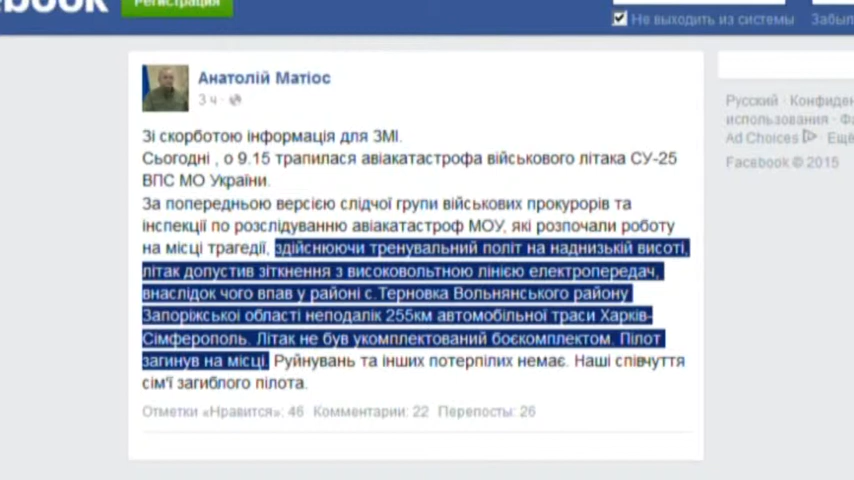 ebook
Регистрация
Не выходить из системы
Забыл
Анатолій Матіос
3 ч ·
Зі скорботою інформація для ЗМІ.
Сьогодні , о 9.15 трапилася авіакатастрофа військового літака СУ-25
ВПС МО України.
За попередньою версією слідчої групи військових прокурорів та
інспекції по розслідуванню авіакатастроф МОУ, які розпочали роботу
на місці трагедії, здійснюючи тренувальний політ на наднизькій висоті,
літак допустив зіткнення з високовольтною лінією електропередач,
внаслідок чого впав у районі с.Терновка Вольнянського району
Запоріжської області неподалік 255км автомобільної траси Харків-
Сімферополь. Літак не був укомплектований боєкомплектом. Пілот
загинув на місці. Руйнувань та інших потерпілих немає. Наші співчуття
сім'ї загиблого пілота.
Отметки «Нравится»: 46 Комментарии: 22 Перепосты: 26
Русский · Конфиден
использования · Фа
Ad Choices · Ещё
Facebook © 2015